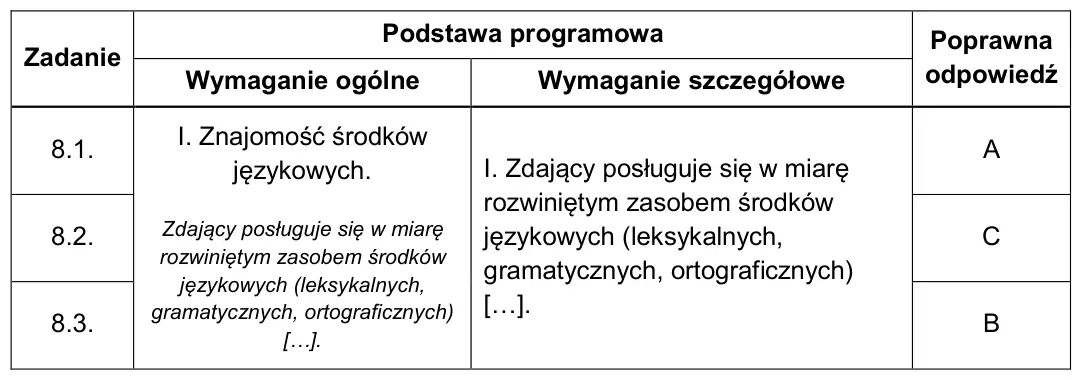 Zadanie
Podstawa programowa
Poprawna
odpowiedź
Wymaganie ogólne
Wymaganie szczegółowe
8.1.
I. Znajomość środków
językowych.
Zdający posługuje się w miarę
rozwiniętym zasobem środków
językowych (leksykalnych,
gramatycznych, ortograficznych)
[…].
I. Zdający posługuje się w miarę
rozwiniętym zasobem środków
językowych (leksykalnych,
gramatycznych, ortograficznych)
[…].
A
8.2.
C
8.3.
B